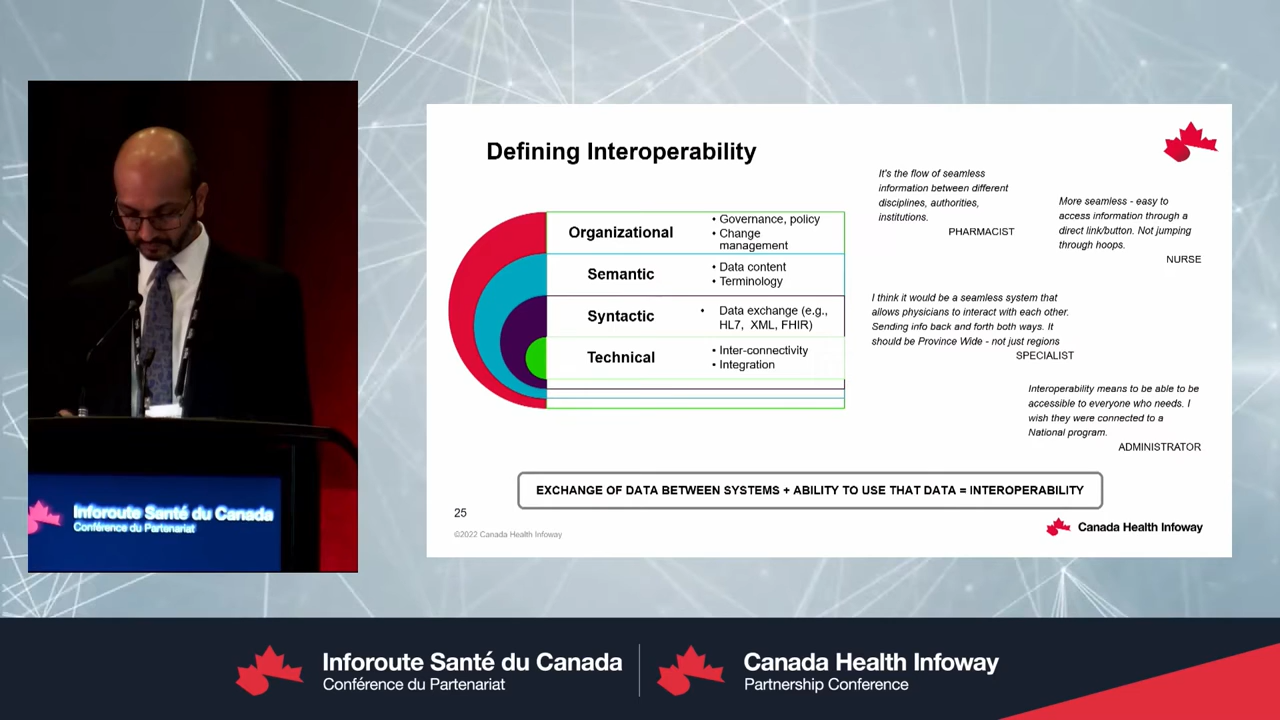 Inforoute Santé du Canada
Conférence du Partenariat
Defining Interoperability
Organizational
• Governance, policy
• Change
management
Semantic
• Data content
• Terminology
Syntactic
• Data exchange (e.g.,
HL7, XML, FHIR)
Technical
• Inter-connectivity
• Integration
It's the flow of seamless
information between different
disciplines, authorities,
institutions.
PHARMACIST
More seamless - easy to
access information through a
direct link/button. Not jumping
through hoops.
NURSE
I think it would be a seamless system that
allows physicians to interact with each other.
Sending info back and forth both ways. It
should be Province Wide - not just regions
SPECIALIST
Interoperability means to be able to be
accessible to everyone who needs. I
wish they were connected to a
National program.
ADMINISTRATOR
EXCHANGE OF DATA BETWEEN SYSTEMS + ABILITY TO USE THAT DATA = INTEROPERABILITY
25
©2022 Canada Health Infoway
Canada Health Infoway
Inforoute Santé du Canada
Conférence du Partenariat
Canada Health Infoway
Partnership Conference